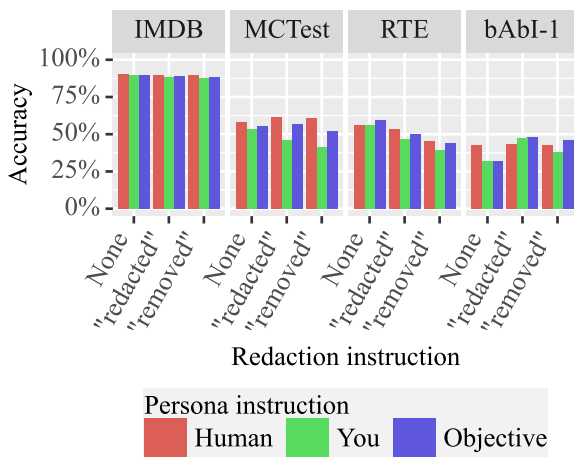 IMDB MCTest RTE bAbI-1
100%
75%
50%
25%
0%
Accuracy
None "redacted" "removed" None "redacted" "removed" None "redacted" "removed" None "redacted" "removed"
Redaction instruction
Persona instruction
Human You Objective